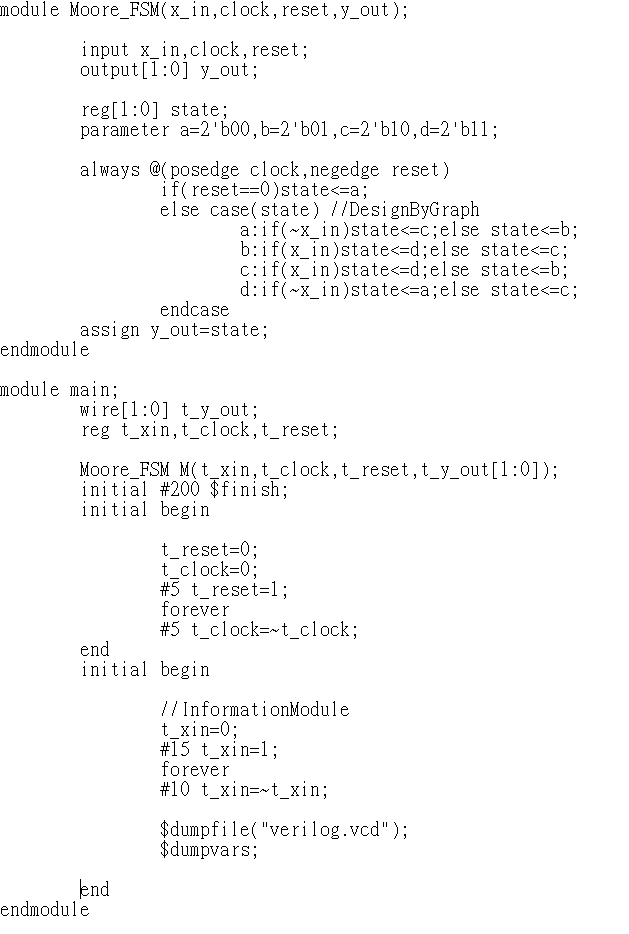 module Moore_FSM(x_in,clock,reset,y_out);
input x_in,clock,reset;
output[1:0] y_out;
reg[1:0] state;
parameter a=2'b00,b=2'b01,c=2'b10,d=2'b11;
always @(posedge clock,negedge reset)
if(reset==0)state<=a;
else case(state) //DesignByGraph
a:if(~x_in)state<=c;else state<=b;
b:if(x_in)state<=d;else state<=c;
c:if(x_in)state<=d;else state<=b;
d:if(~x_in)state<=a;else state<=c;
endcase
assign y_out=state;
endmodule
module main;
wire[1:0] t_y_out;
reg t_xin,t_clock,t_reset;
Moore_FSM M(t_xin,t_clock,t_reset,t_y_out[1:0]);
initial #200 $finish;
initial begin
t_reset=0;
t_clock=0;
#5 t_reset=1;
forever
#5 t_clock=~t_clock;
end
initial begin
//InformationModule
t_xin=0;
#15 t_xin=1;
forever
#10 t_xin=~t_xin;
$dumpfile("verilog.vcd");
$dumpvars;
end
endmodule